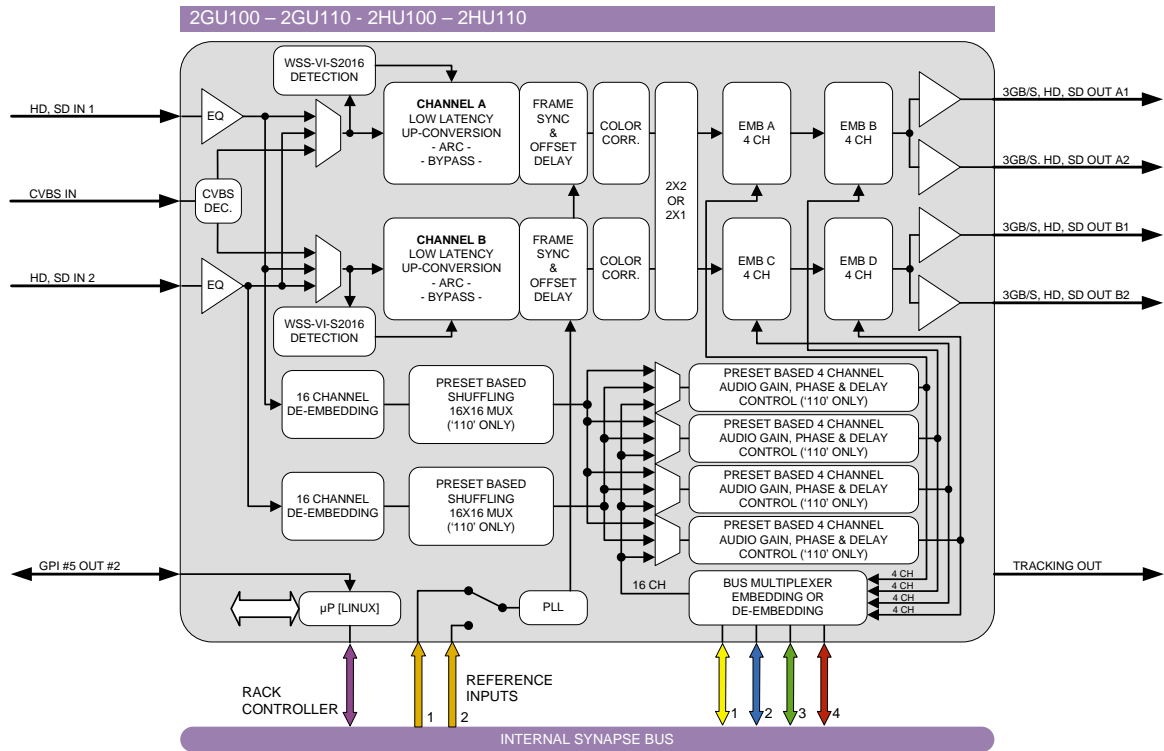 2GU100 – 2GU110 - 2HU100 – 2HU110
WSS-VI-S2016
DETECTION
HD, SD IN 1
EQ
CHANNEL A
LOW LATENCY
UP-CONVERSION
- ARC -
- BYPASS -
FRAME
SYNC
&
OFFSET
DELAY
COLOR
CORR.
2X2
OR
2X1
EMB A
4 CH
EMB B
4 CH
3GB/S, HD, SD OUT A1
3GB/S. HD, SD OUT A2
CVBS IN
CVBS
DEC.
HD, SD IN 2
EQ
CHANNEL B
LOW LATENCY
UP-CONVERSION
- ARC -
- BYPASS -
FRAME
SYNC
&
OFFSET
DELAY
COLOR
CORR.
EMB C
4 CH
EMB D
4 CH
3GB/S, HD, SD OUT B1
3GB/S, HD, SD OUT B2
WSS-VI-S2016
DETECTION
16 CHANNEL
DE-EMBEDDING
PRESET BASED
SHUFFLING
16X16 MUX
(‘110’ ONLY)
PRESET BASED 4 CHANNEL
AUDIO GAIN, PHASE & DELAY
CONTROL (‘110’ ONLY)
PRESET BASED 4 CHANNEL
AUDIO GAIN, PHASE & DELAY
CONTROL (‘110’ ONLY)
16 CHANNEL
DE-EMBEDDING
PRESET BASED
SHUFFLING
16X16 MUX
(‘110’ ONLY)
PRESET BASED 4 CHANNEL
AUDIO GAIN, PHASE & DELAY
CONTROL (‘110’ ONLY)
PRESET BASED 4 CHANNEL
AUDIO GAIN, PHASE & DELAY
CONTROL (‘110’ ONLY)
GPI #5 OUT #2
TRACKING OUT
µP [LINUX]
PLL
16 CH
BUS MULTIPLEXER
EMBEDDING OR
DE-EMBEDDING
4 CH
4 CH
4 CH
4 CH
RACK
CONTROLLER
REFERENCE
INPUTS
1
2
1
2
3
4
INTERNAL SYNAPSE BUS